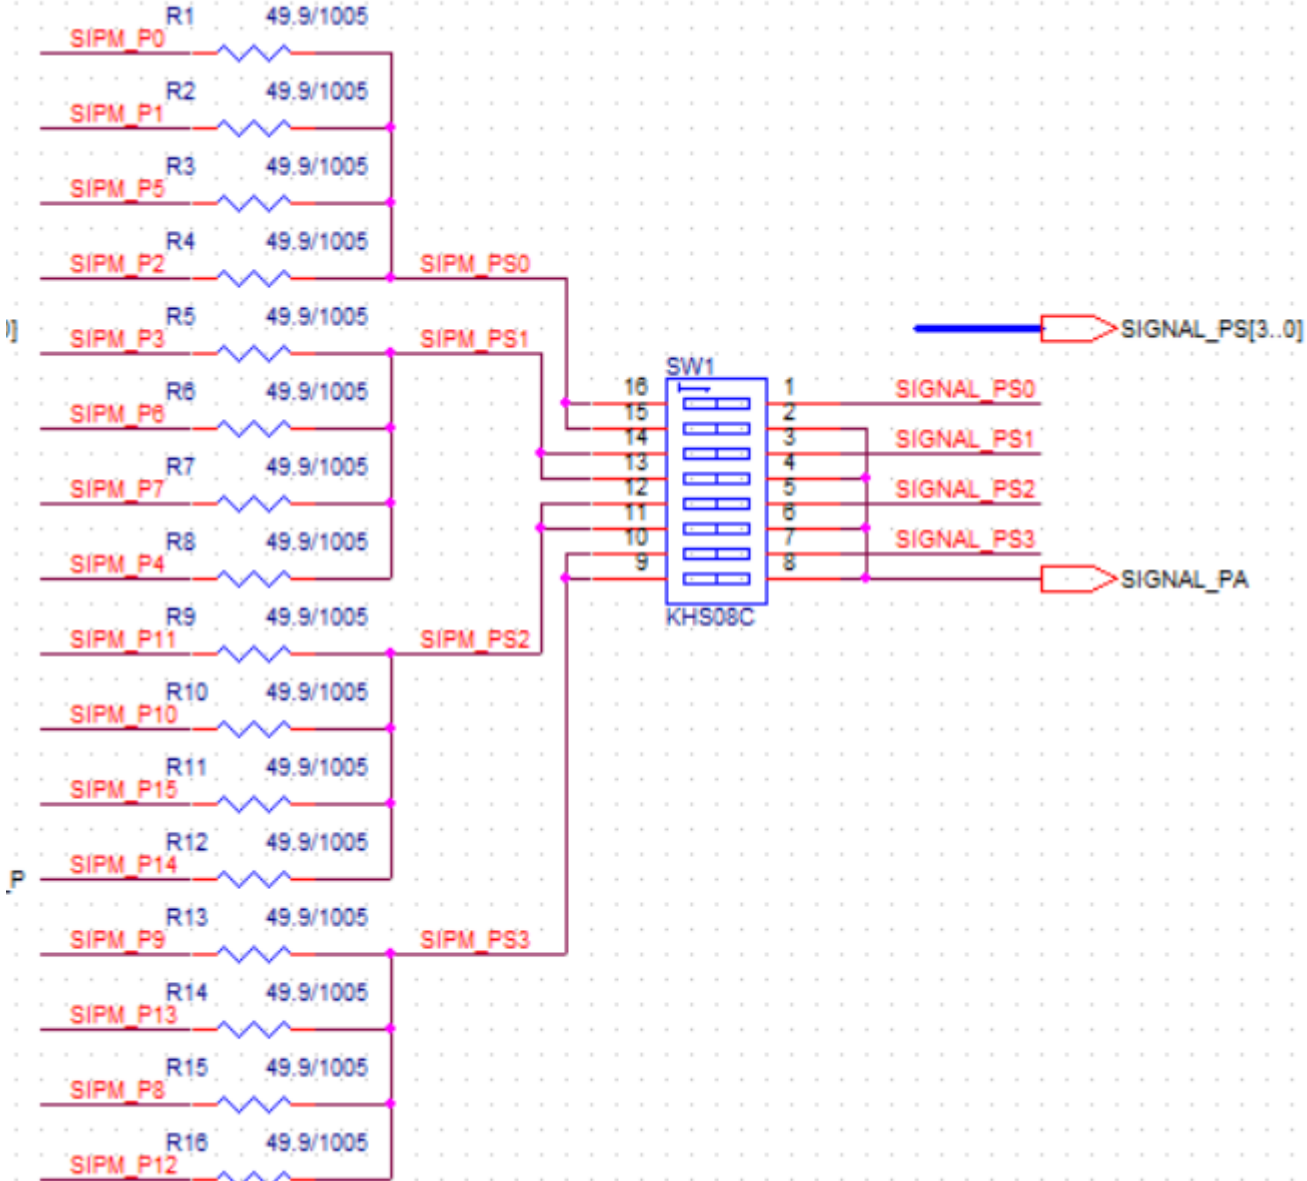 R1 49.9/1005
SIPM_P0
R2 49.9/1005
SIPM_P1
R3 49.9/1005
SIPM_P5
R4 49.9/1005
SIPM_P2 SIPM_PS0
R5 49.9/1005
0] SIGNAL_PS[3..0]
SIPM_P3 SIPM_PS1
SW1
R6 49.9/1005
16 1 SIGNAL_PS0
SIPM_P6 15 2
14 3 SIGNAL_PS1
R7 49.9/1005 13 4
SIPM_P7 12 5 SIGNAL_PS2
11 6
R8 49.9/1005 10 7 SIGNAL_PS3
SIPM_P4 9 8
SIGNAL_PA
R9 49.9/1005 KHS08C
SIPM_P11 SIPM_PS2
R10 49.9/1005
SIPM_P10
R11 49.9/1005
SIPM_P15
R12 49.9/1005
SIPM_P14
_P
R13 49.9/1005
SIPM_P9 SIPM_PS3
R14 49.9/1005
SIPM_P13
R15 49.9/1005
SIPM_P8
R16 49.9/1005
SIPM_P12